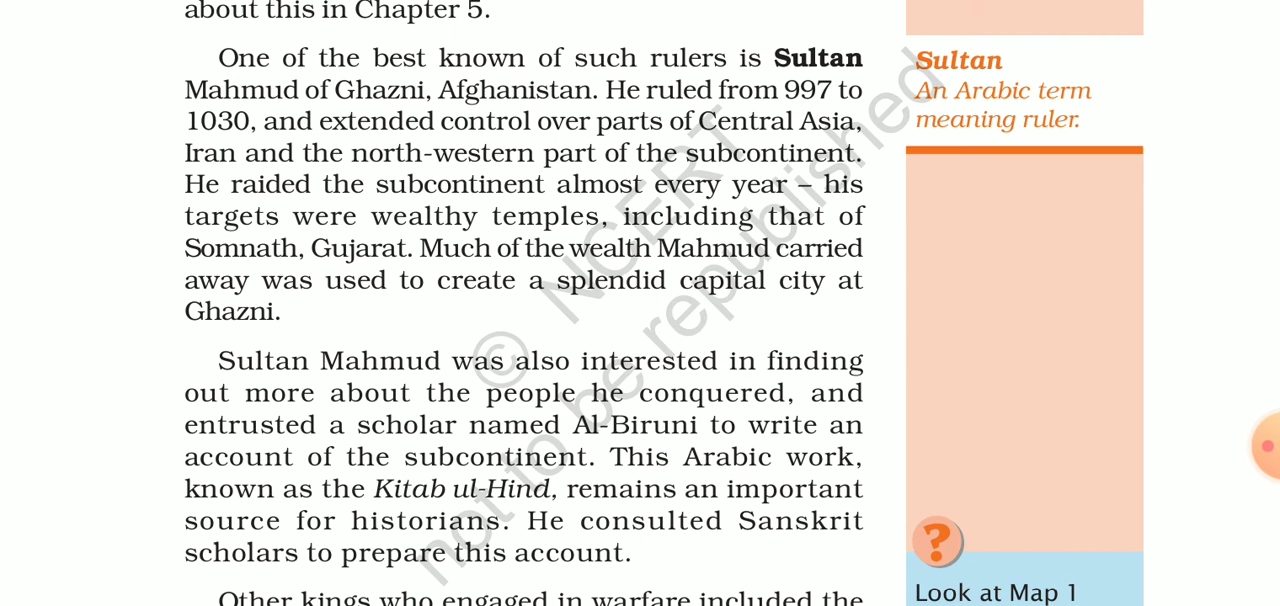 about this in Chapter 5.
One of the best known of such rulers is Sultan
Mahmud of Ghazni, Afghanistan. He ruled from 997 to
1030, and extended control over parts of Central Asia,
Iran and the north-western part of the subcontinent.
He raided the subcontinent almost every year – his
targets were wealthy temples, including that of
Somnath, Gujarat. Much of the wealth Mahmud carried
away was used to create a splendid capital city at
Ghazni.
Sultan Mahmud was also interested in finding
out more about the people he conquered, and
entrusted a scholar named Al-Biruni to write an
account of the subcontinent. This Arabic work,
known as the Kitab ul-Hind, remains an important
source for historians. He consulted Sanskrit
scholars to prepare this account.
Other kings who engaged in warfare included the
Sultan
An Arabic term
meaning ruler.
?
Look at Map 1
© NCERT
not to be republished